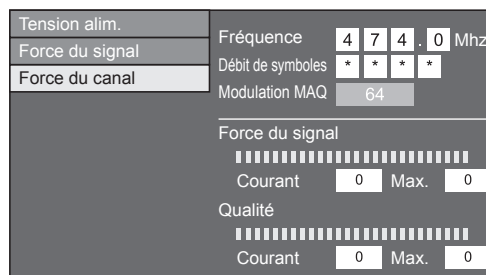 Tension alim.
Force du signal
Force du canal
Fréquence 4 7 4 . 0 Mhz
Débit de symboles * * * *
Modulation MAQ 64
Force du signal
Courant 0 Max. 0
Qualité
Courant 0 Max. 0